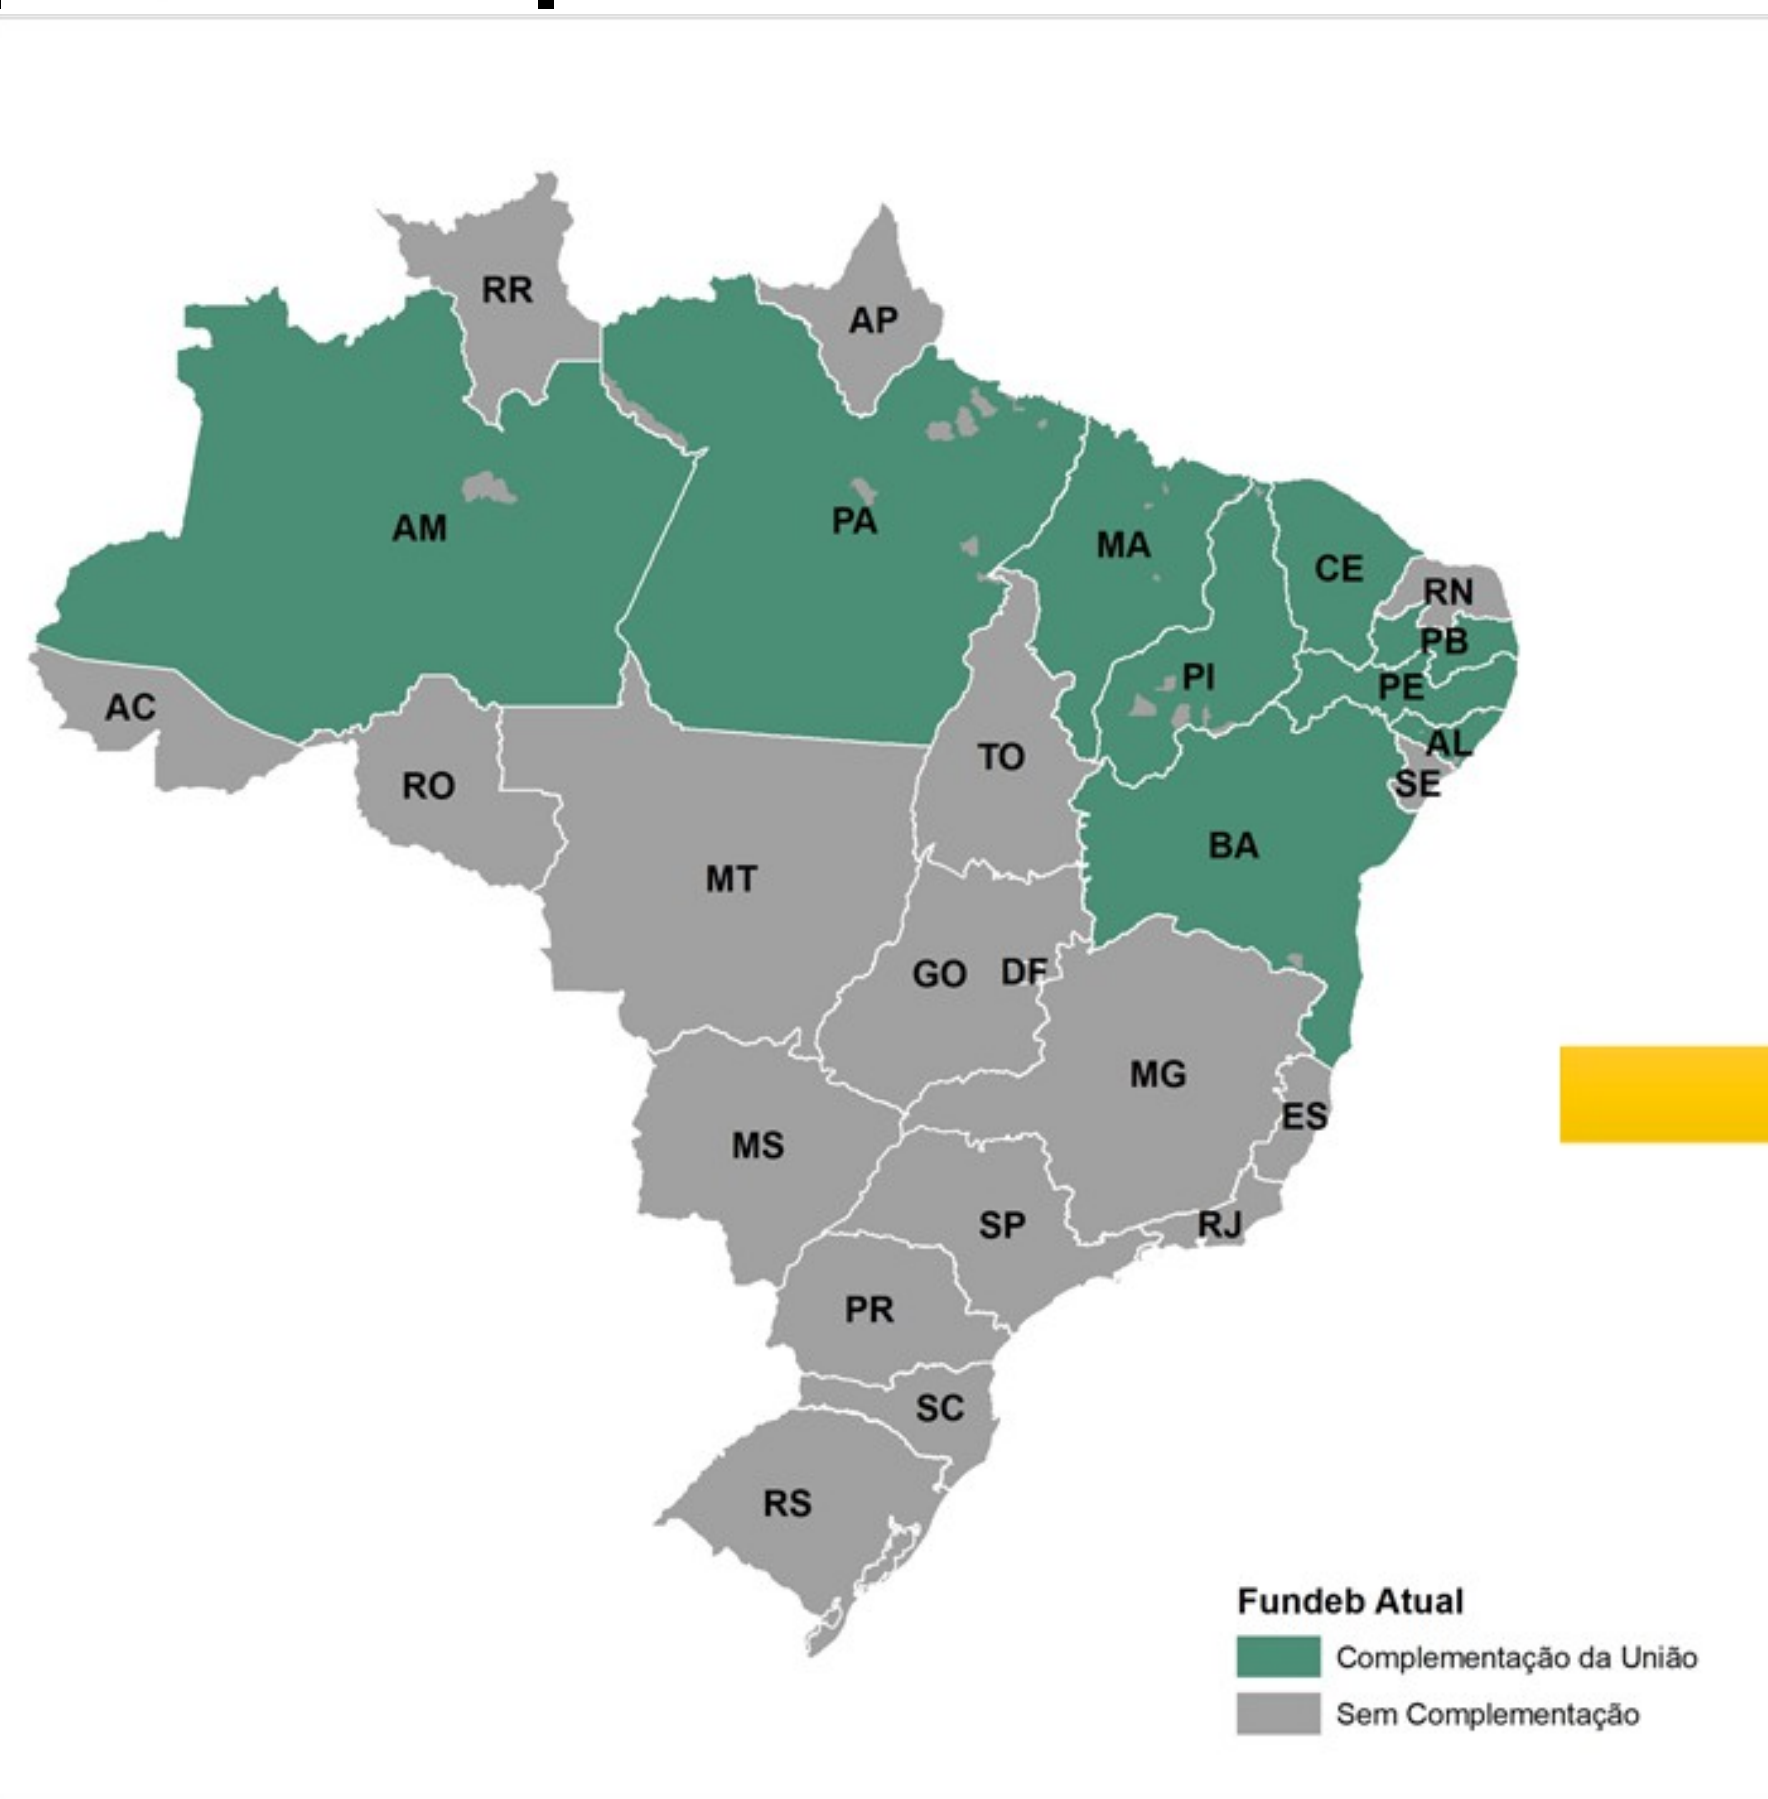 RR
AP
AM
PA
MA
CE
RN
PB
PI
PE
AC
AL
TO
SE
RO
BA
MT
GO
DF
MG
ES
MS
SP
RJ
PR
SC
RS
Fundeb Atual
Complementação da União
Sem Complementação